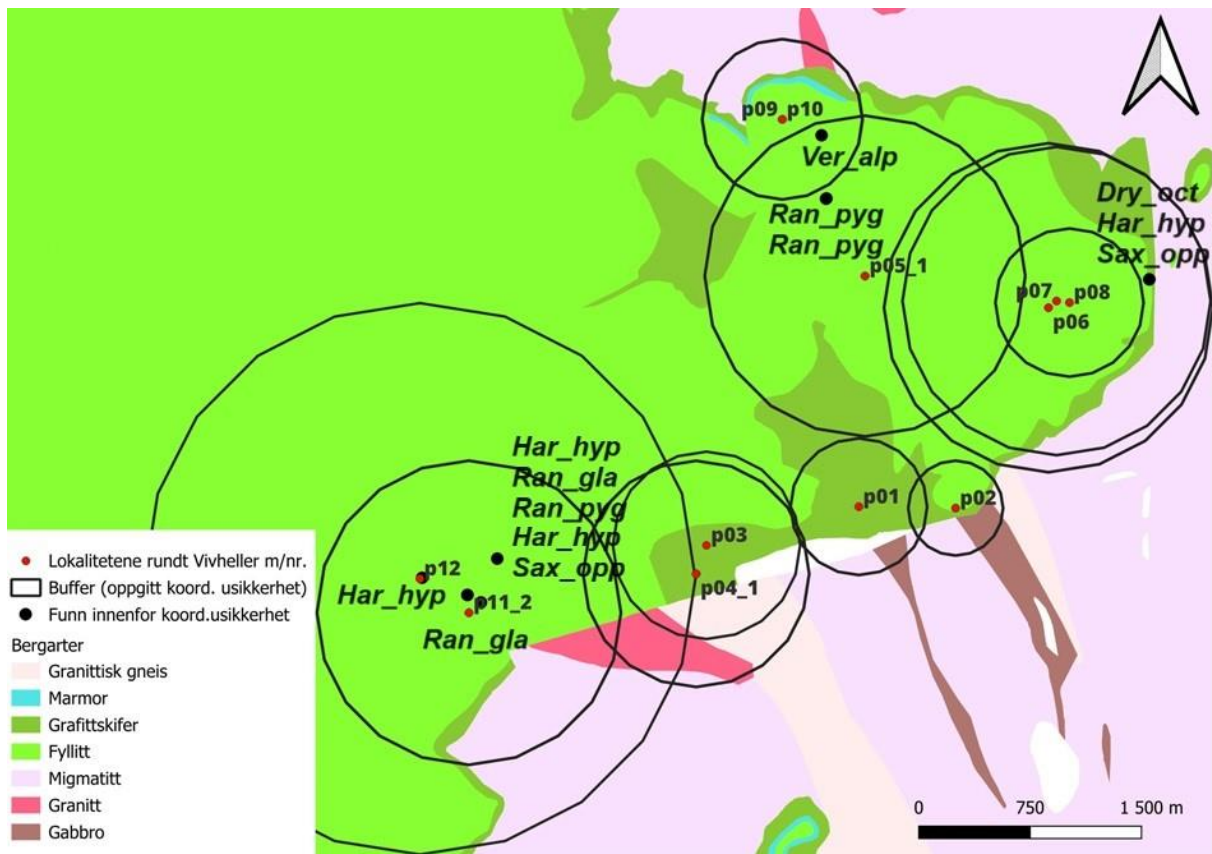 p09 p10
Ver_alp
Ran_pyg
Ran_pyg
p05_1
Dry_oct
Har_hyp
Sax_opp
p07
p08
p06
Har_hyp
Ran_gla
Ran_pyg
Har_hyp
Sax_opp
p01
p02
p03
p04_1
p12
Har_hyp
p11_2
Ran_gla
Lokalitetene rundt Vivheller m/nr.
Buffer (oppgitt koord. usikkerhet)
Funn innenfor koord.usikkerhet
Bergarter
Granittisk gneis
Marmor
Grafittskifer
Fyllitt
Migmatitt
Granitt
Gabbro
0 750 1 500 m